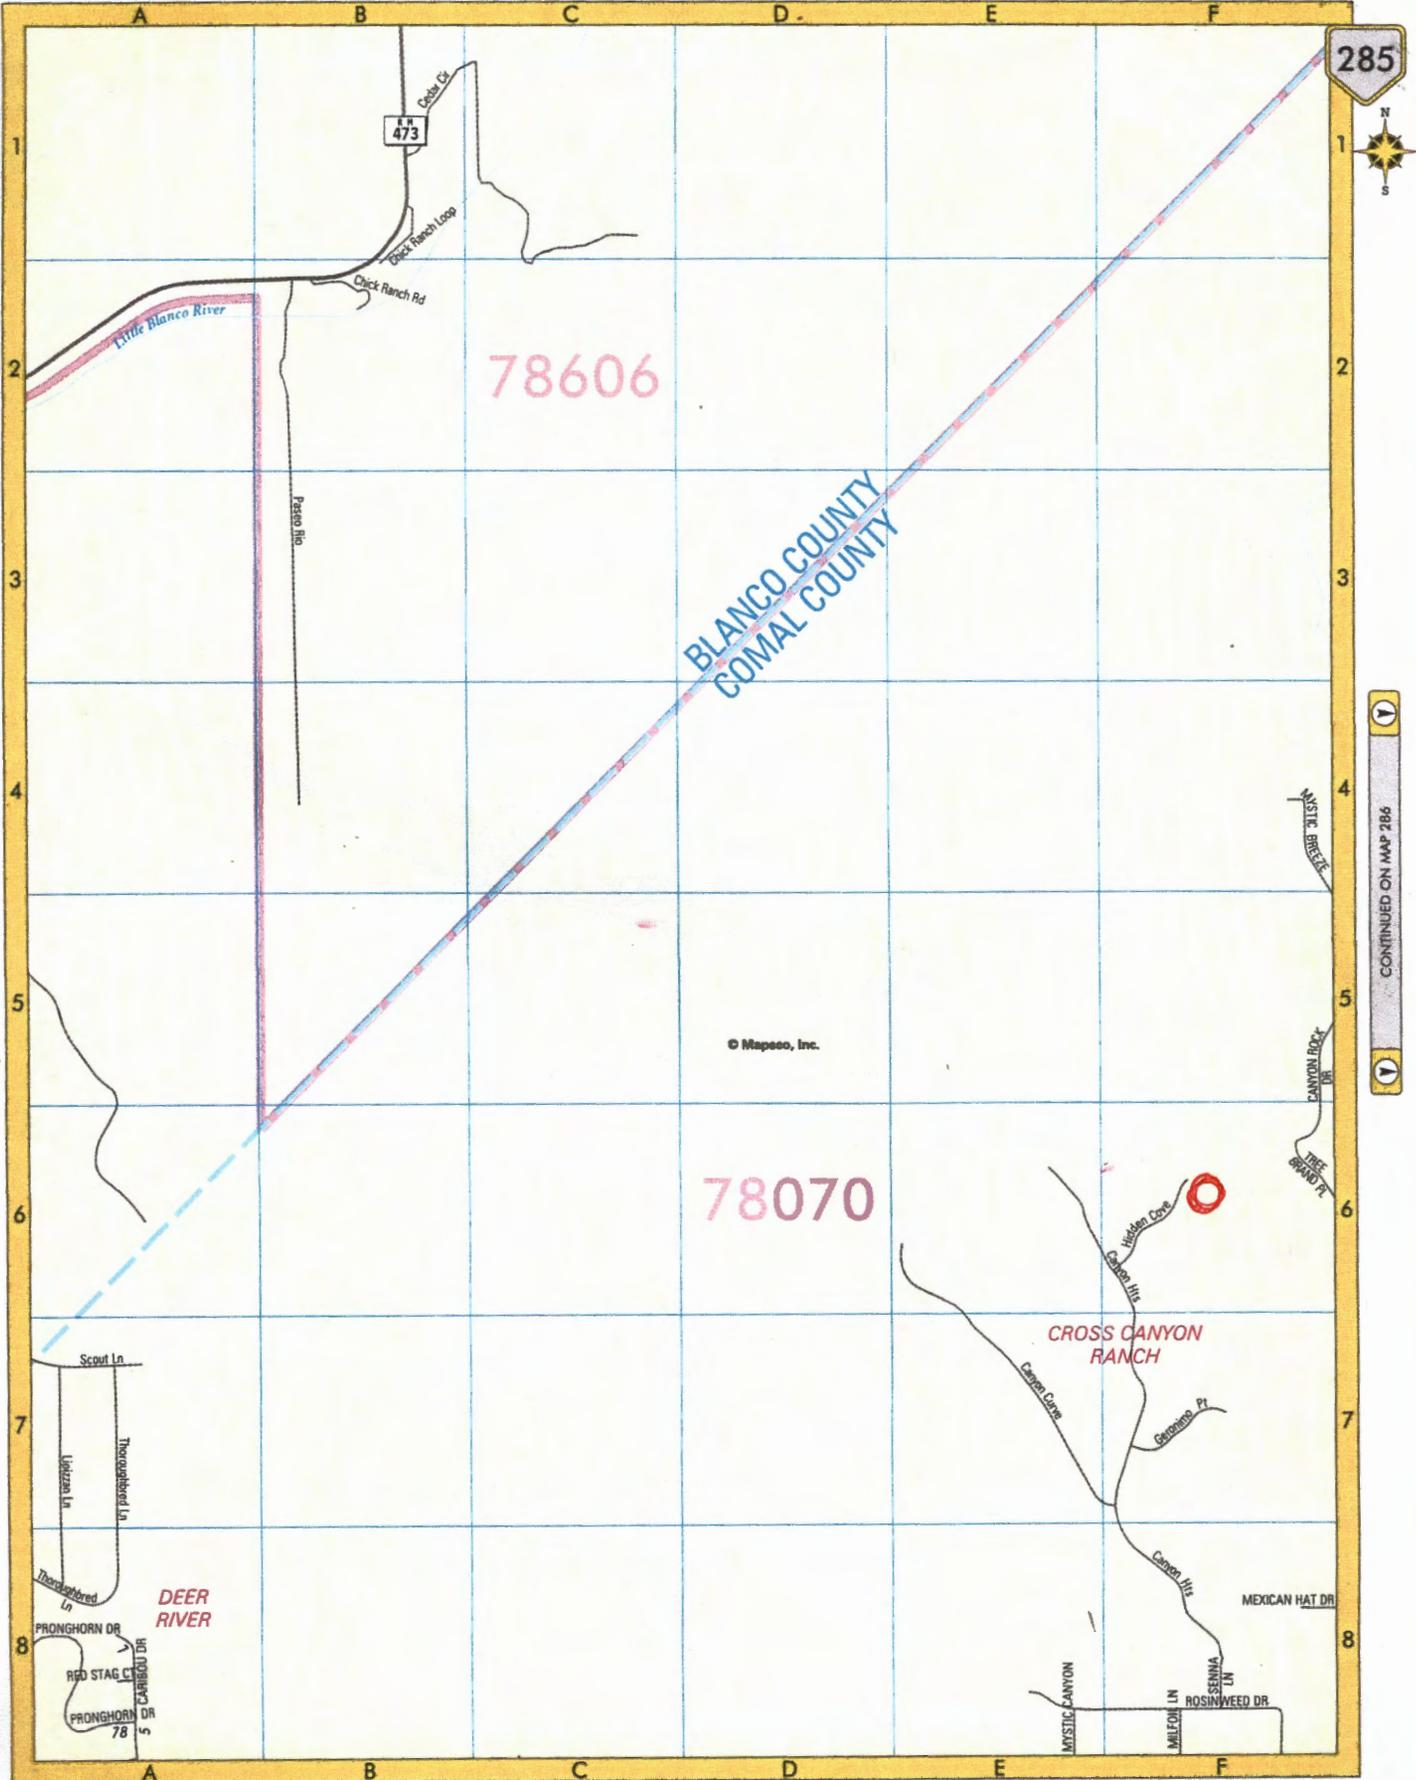 A B C D. E F
285
N
S
1 1
Cedar Cir
R M
473
Chick Ranch Loop
Chick Ranch Rd
Little Blanco River
2 2
78606
Paseo Rio
BLANCO COUNTY
COMAL COUNTY
3 3
4 4
MYSTIC BREEZE
CONTINUED ON MAP 286
5 5
© Mapsco, Inc.
CANYON ROCK
DR
TREE
BRAND PL
78070
6 6
Hidden Cove
Canyon Hts
CROSS CANYON
RANCH
Scout Ln
Canyon Curve
Geronimo Pt
7 7
Lipizzan Ln
Thoroughbred Ln
Thoroughbred
Ln
Canyon Hts
DEER
RIVER
MEXICAN HAT DR
PRONGHORN DR
8 8
RED STAG CT
CARIBOU DR
PRONGHORN DR
78
5
MYSTIC CANYON
MILFOIL LN
SENNA
LN
ROSINWEED DR
A B C D E F